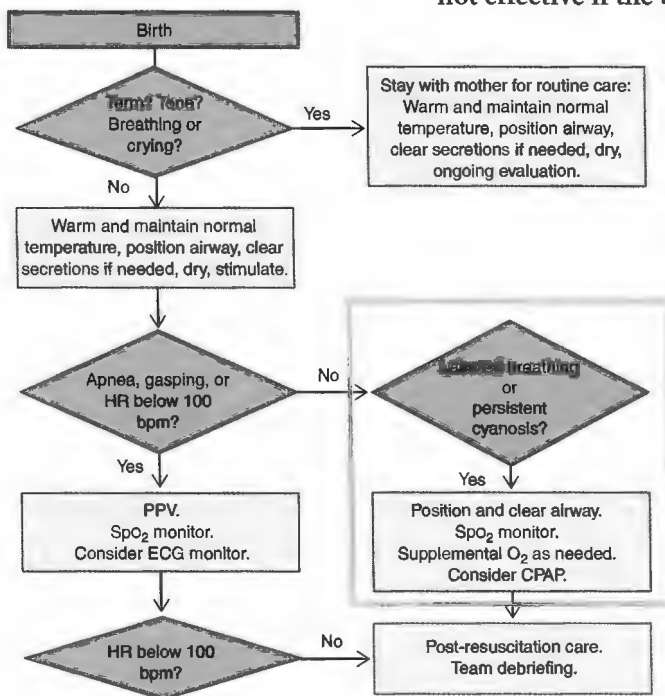 not effective if the
Birth
Term? Tone?
Breathing or
crying?
Yes
Stay with mother for routine care:
Warm and maintain normal
temperature, position airway,
clear secretions if needed, dry,
ongoing evaluation.
No
Warm and maintain normal
temperature, position airway, clear
secretions if needed, dry, stimulate.
Apnea, gasping, or
HR below 100
bpm?
No
breathing
or
persistent
cyanosis?
Yes
Yes
PPV.
SpO₂ monitor.
Consider ECG monitor.
Position and clear airway.
SpO₂ monitor.
Supplemental O₂ as needed.
Consider CPAP.
HR below 100
bpm?
No
Post-resuscitation care.
Team debriefing.